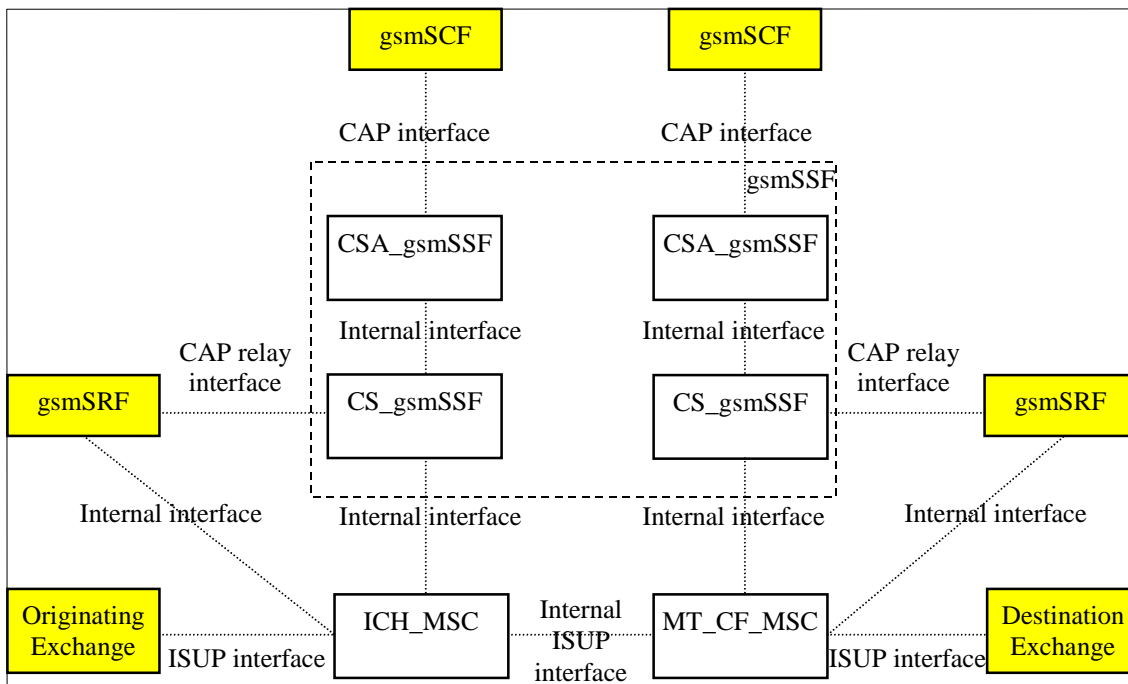 gsmSCF
gsmSCF
CAP interface
CAP interface
gsmSSF
CSA_gsmSSF
CSA_gsmSSF
Internal interface
Internal interface
CAP relay
interface
CAP relay
interface
gsmSRF
CS_gsmSSF
CS_gsmSSF
gsmSRF
Internal interface
Internal interface
Internal interface
Internal interface
Originating
Exchange
ISUP interface
ICH_MSC
Internal
ISUP
interface
MT_CF_MSC
ISUP interface
Destination
Exchange